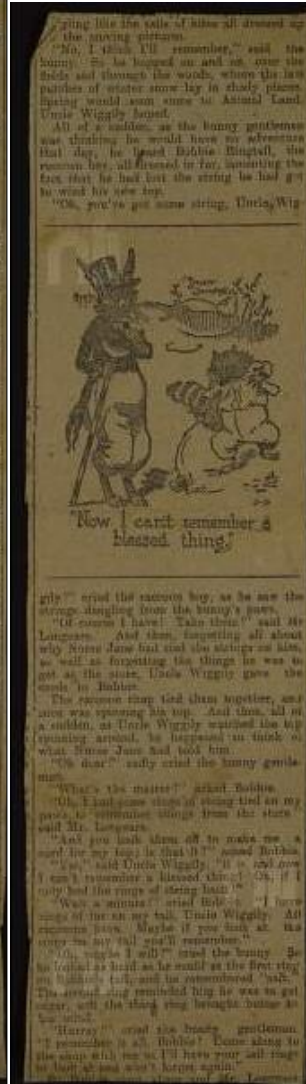 gling like the tails of kites all dressed up
the moving pictures.
"No, I think I'll remember," said the
bunny. So he hopped on and on, over the
fields and through the woods, where the last
patches of winter snow lay in shady places.
Spring would soon come to Animal Land,
Uncle Wiggily hoped.
All of a sudden, as the bunny gentleman
was thinking he would have no adventure
that day, he heard Bobbie Ringtail, the
raccoon boy, all dressed in fur, lamenting the
fact that he had lost the string he had got
to wind his new top.
"Oh, you've got some string, Uncle Wig-
"Now I can't remember a
blessed thing."
gily!" cried the raccoon boy, as he saw the
strings dangling from the bunny's paws.
"Of course I have! Take them!" said Mr
Longears. And then, forgetting all about
why Nurse Jane had tied the strings on him,
as well as forgetting the things he was to
get at the store, Uncle Wiggily gave the
cords to Bobbie.
The raccoon chap tied them together, and
soon was spinning his top. And then, all of
a sudden, as Uncle Wiggily watched the top
spinning around, he happened to think of
what Nurse Jane had told him.
"Oh dear!" sadly cried the bunny gentle-
man.
"What's the matter?" asked Bobbie.
"Oh, I had some rings of string tied on my
paws to remember things from the store"
said Mr. Longears.
"And you took them off to make me a
cord for my top; is that it?" asked Bobbie.
"Yes," said Uncle Wiggily, "it is. and now
I can't remember a blessed thing! Oh, if I
only had the rings of string back!"
"Wait a minute!" cried Bobbie. "I have
rings of fur on my tail, Uncle Wiggily. All
raccoons have. Maybe if you look at the
rings on my tail you'll remember."
"Oh, maybe I will!" cried the bunny. So
he looked as hard as he could at the first ring
on Bobbie's tail, and he remembered "salt."
The second ring reminded him he was to get
sugar, and the third ring brought butter to
his mind.
"Hurray!" cried the bunny gentleman.
"I remember it all, Bobbie! Come along to
the store with me so I'll have your tail rings
to look at and won't forget again."